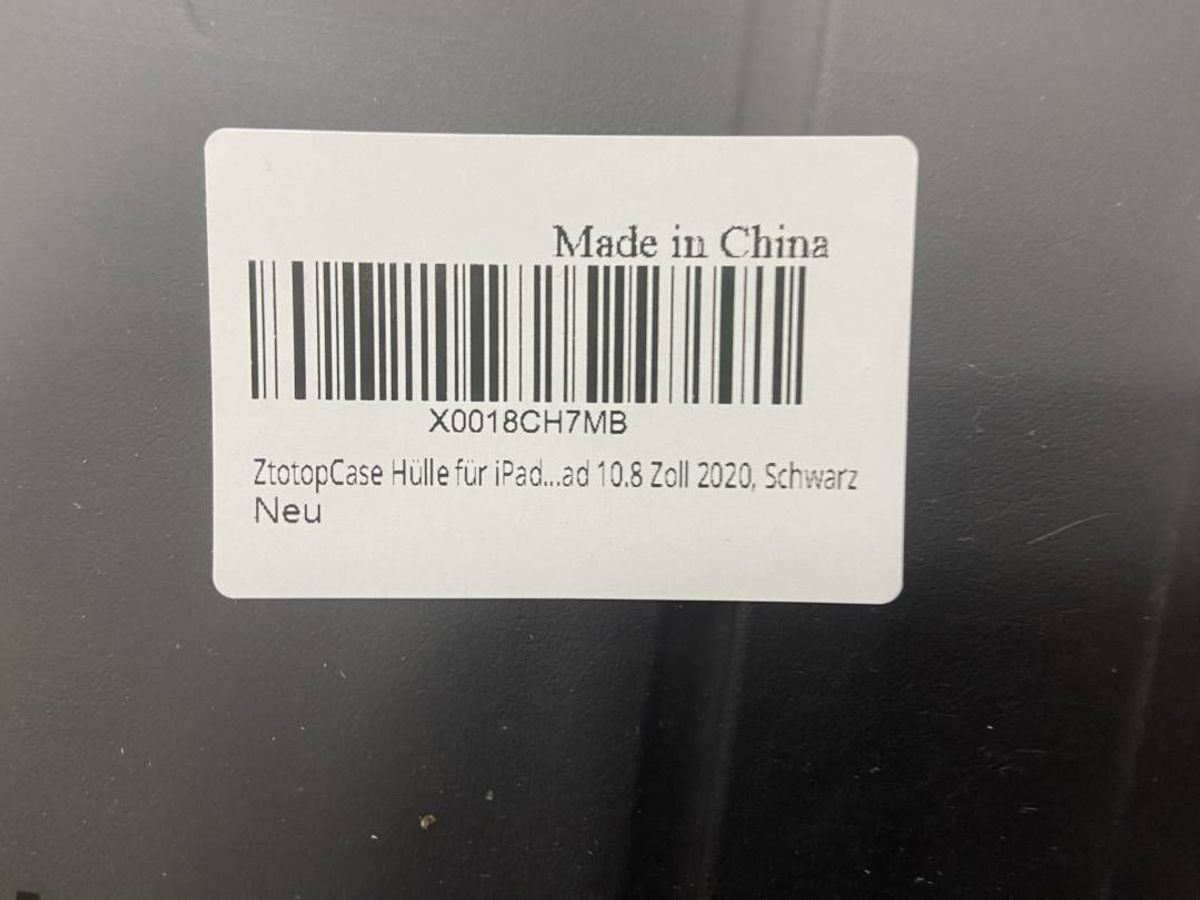 Made in China
X0018CH7MB
ZtotopCase Hülle für iPad...ad 10.8 Zoll 2020, Schwarz
Neu